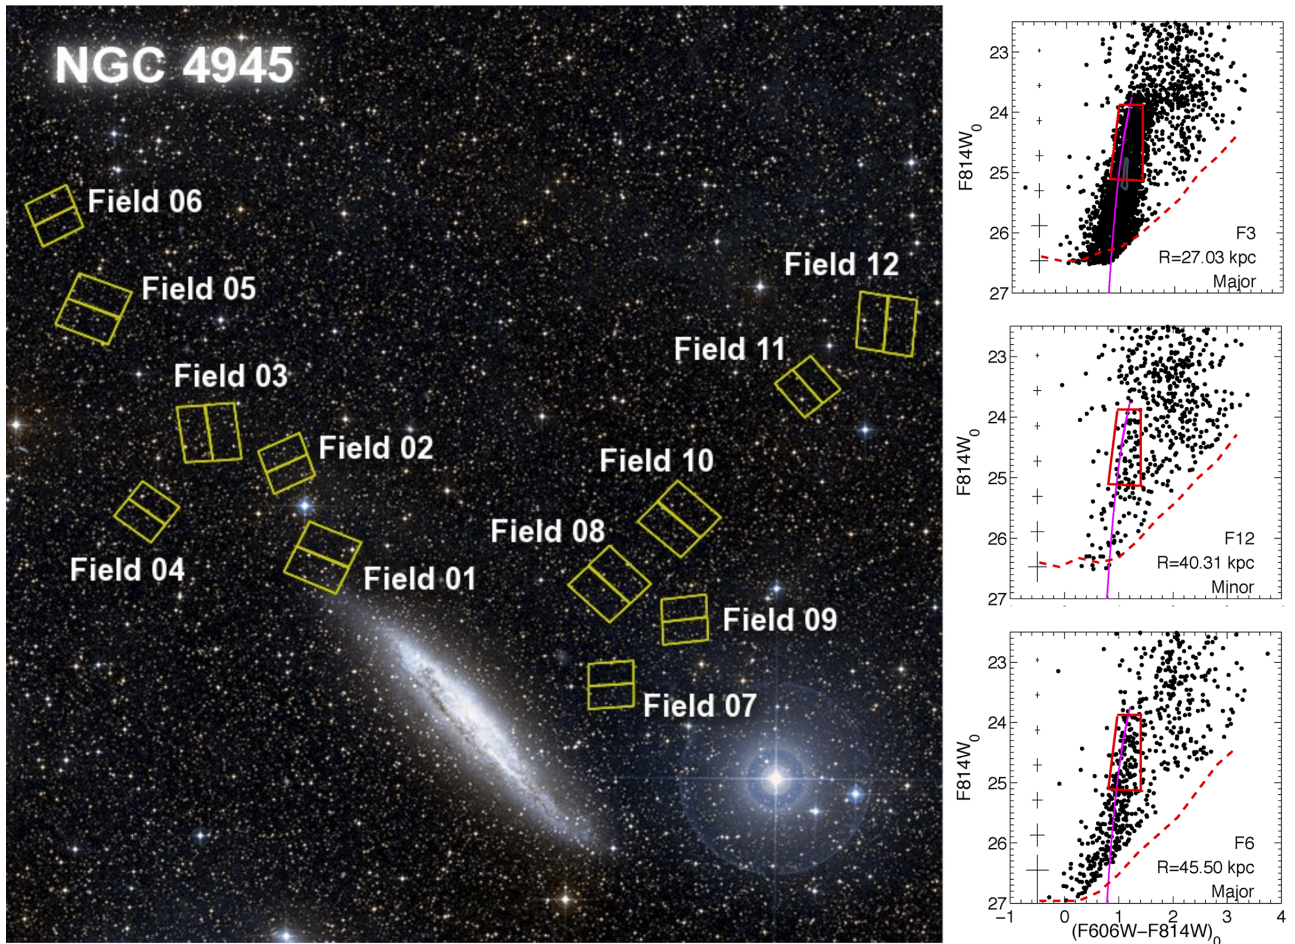 NGC 4945
Field 06
Field 05
Field 12
Field 11
Field 03
Field 02
Field 10
Field 08
Field 04
Field 01
Field 09
Field 07
23
24
25
26
27
F814W0
F3
R=27.03 kpc
Major
23
24
25
26
27
F814W0
F12
R=40.31 kpc
Minor
23
24
25
26
27
F814W0
F6
R=45.50 kpc
Major
−1 0 1 2 3 4
(F606W−F814W)0